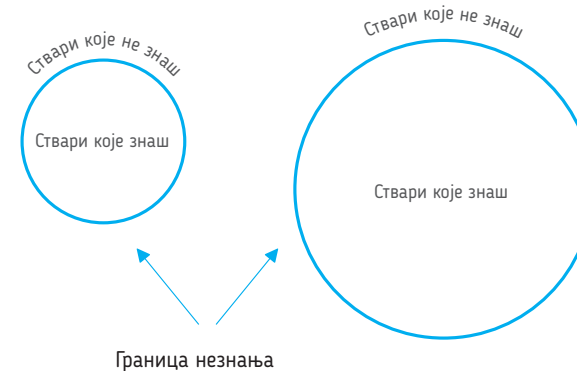 Ствари које не знаш
Ствари које не знаш
Ствари које знаш
Ствари које знаш
Граница незнања